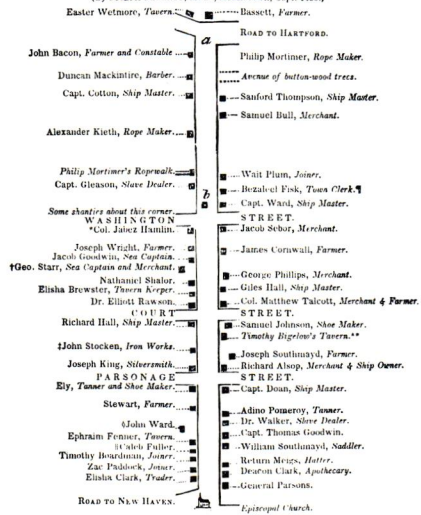 Easter Wetmore, Tavern.
Bassett, Farmer.
a
ROAD TO HARTFORD.
John Bacon, Farmer and Constable
Philip Mortimer, Rope Maker.
Duncan Mackintire, Barber.
Avenue of button-wood trees.
Capt. Cotton, Ship Master.
Sanford Thompson, Ship Master.
Samuel Bull, Merchant.
Alexander Kieth, Rope Maker.
Philip Mortimer's Ropewalk
Wait Plum, Joiner.
Capt. Gleason, Slave Dealer.
Bezaleel Fisk, Town Clerk.¶
b
Capt. Ward, Ship Master.
Some shanties about this corner.
WASHINGTON STREET.
*Col. Jabez Hamlin.
Jacob Sebor, Merchant.
Joseph Wright, Farmer.
James Cornwall, Farmer.
Jacob Goodwin, Sea Captain.
†Geo. Starr, Sea Captain and Merchant.
George Phillips, Merchant.
Nathaniel Shalor.
Giles Hall, Ship Master.
Elisha Brewster, Tavern Keeper.
Col. Matthew Talcott, Merchant & Farmer.
Dr. Elliott Rawson,
COURT STREET.
Richard Hall, Ship Master.
Samuel Johnson, Shoe Maker.
Timothy Bigelow's Tavern.**
‡John Stocken, Iron Works.
Joseph Southmayd, Farmer.
Joseph King, Silversmith.
Richard Alsop, Merchant & Ship Owner.
PARSONAGE STREET.
Ely, Tanner and Shoe Maker.
Capt. Doan, Ship Master.
Stewart, Farmer.
Adino Pomeroy, Tanner.
§John Ward.
Dr. Walker, Slave Dealer.
Ephraim Fenner, Tavern.
Capt. Thomas Goodwin.
Caleb Fuller.
William Southmayd, Saddler.
Timothy Boardman, Joiner.
Return Meigs, Hatter.
Zac Paddock, Joiner.
Deacon Clark, Apothecary.
Elisha Clark, Trader.
General Parsons.
ROAD TO NEW HAVEN.
Episcopal Church.